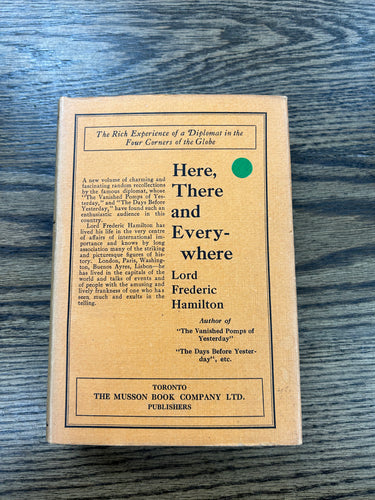 The Rich Experience of a Diplomat in the
Four Corners of the Globe
A new volume of charming and
fascinating random recollections
by the famous diplomat, whose
"The Vanished Pomps of Yes-
terday," and "The Days Before
Yesterday," have found such an
enthusiastic audience in this
country.
Lord Frederic Hamilton has
lived his life in the very centre
of affairs of international impor-
tance and knows by long
association many of the striking
and picturesque figures of his-
tory. London, Paris, Washing-
ton, Buenos Ayres, Lisbon—he
has lived in the capitals of the
world and talks of events and
of people with the amusing and
lively frankness of one who has
seen much and exults in the
telling.
Here,
There
and
Every-
where
Lord
Frederic
Hamilton
Author of
"The Vanished Pomps of
Yesterday"
"The Days Before Yester-
day", etc.
TORONTO
THE MUSSON BOOK COMPANY LTD.
PUBLISHERS